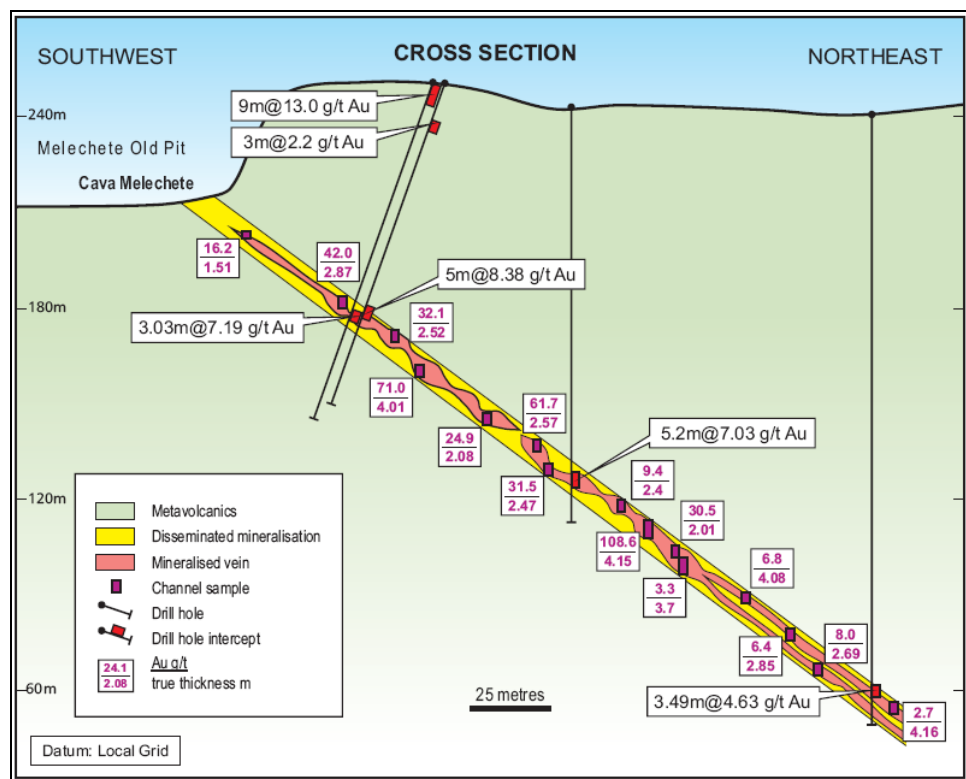 SOUTHWEST
CROSS SECTION
NORTHEAST
9m@13.0 g/t Au
240m
3m@2.2 g/t Au
Melechete Old Pit
Cava Melechete
16.2
1.51
42.0
2.87
5m@8.38 g/t Au
180m
3.03m@7.19 g/t Au
32.1
2.52
71.0
4.01
61.7
2.57
24.9
2.08
5.2m@7.03 g/t Au
31.5
2.47
9.4
2.4
120m
30.5
2.01
108.6
4.15
6.8
4.08
3.3
3.7
6.4
2.85
8.0
2.69
60m
3.49m@4.63 g/t Au
2.7
4.16
Metavolcanics
Disseminated mineralisation
Mineralised vein
Channel sample
Drill hole
Drill hole intercept
24.1
2.08
Au g/t
true thickness m
25 metres
Datum: Local Grid